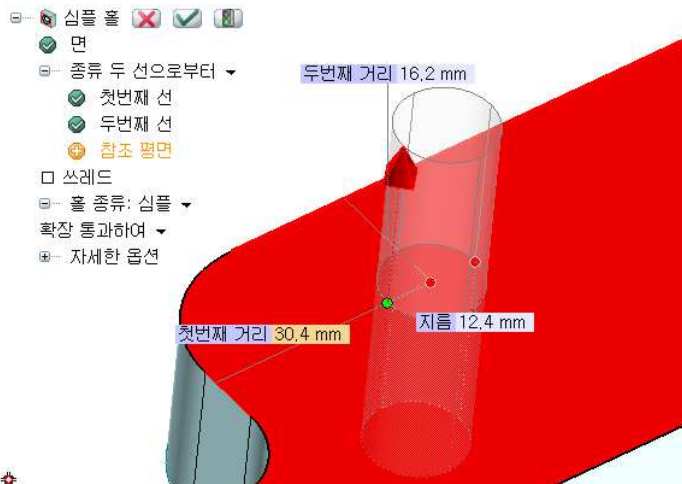 심플 홀
면
종류 두 선으로부터
첫번째 선
두번째 선
참조 평면
쓰레드
홀 종류: 심플
확장 통과하여
자세한 옵션
두번째 거리 16,2 mm
첫번째 거리 30,4 mm
지름 12,4 mm